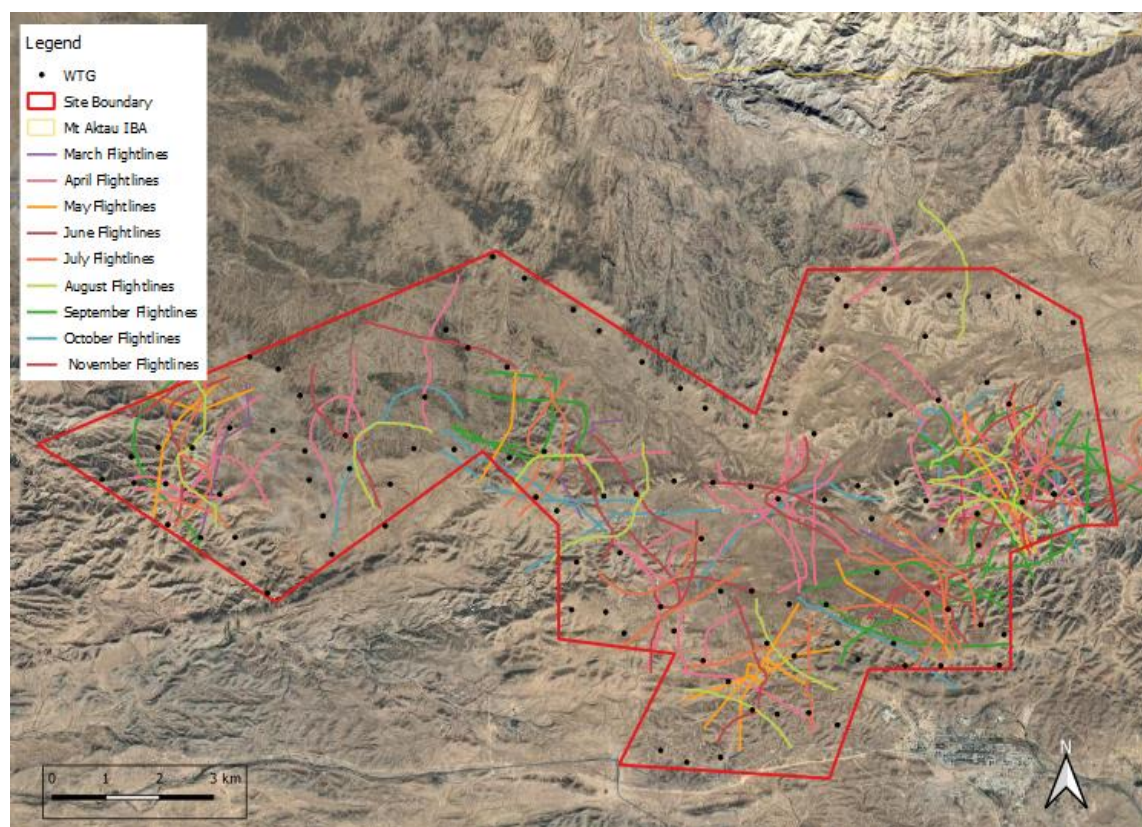 Legend
WTG
Site Boundary
Mt Aktau IBA
March Flightlines
April Flightlines
May Flightlines
June Flightlines
July Flightlines
August Flightlines
September Flightlines
October Flightlines
November Flightlines
0 1 2 3 km
N